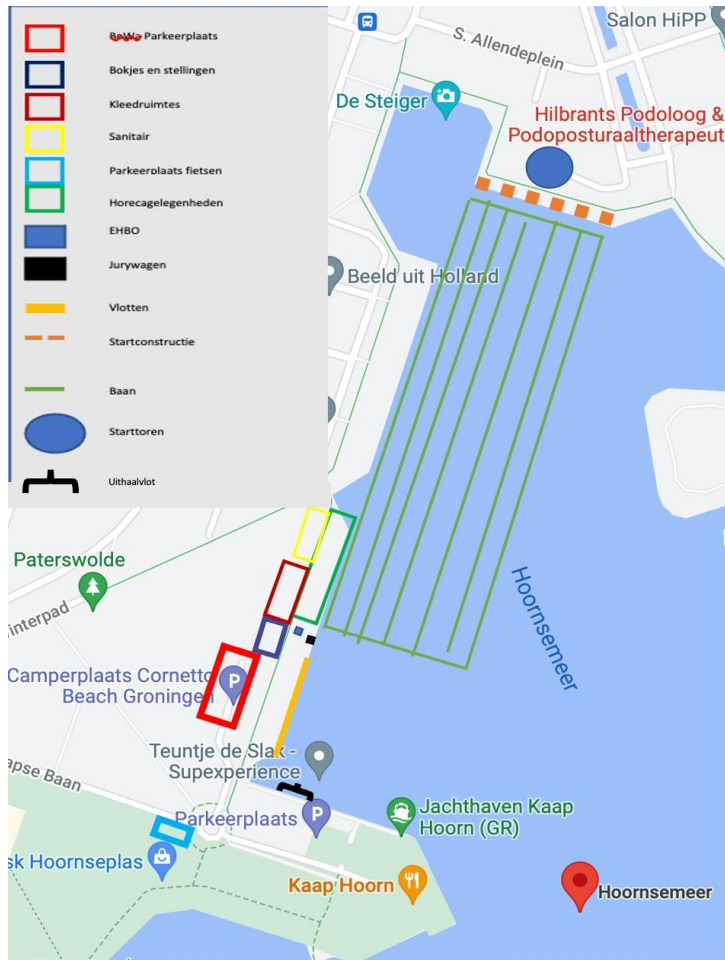 BoWa Parkeerplaats
Bokjes en stellingen
Kleedruimtes
Sanitair
Parkeerplaats fietsen
Horecagelegenheden
EHBO
Jurywagen
Vlotten
Startconstructie
Baan
Starttoren
Uithaalvlot
Salon HiPP
S. Allendeplein
De Steiger
Hilbrants Podoloog &
Podoposturaaltherapeut
Beeld uit Holland
Paterswolde
interpad
Hoornsemeer
Camperplaats Cornetto
Beach Groningen
P
Teuntje de Slak -
Supexperience
apse Baan
Parkeerplaats
P
Jachthaven Kaap
Hoorn (GR)
sk Hoornseplas
Kaap Hoorn
Hoornsemeer